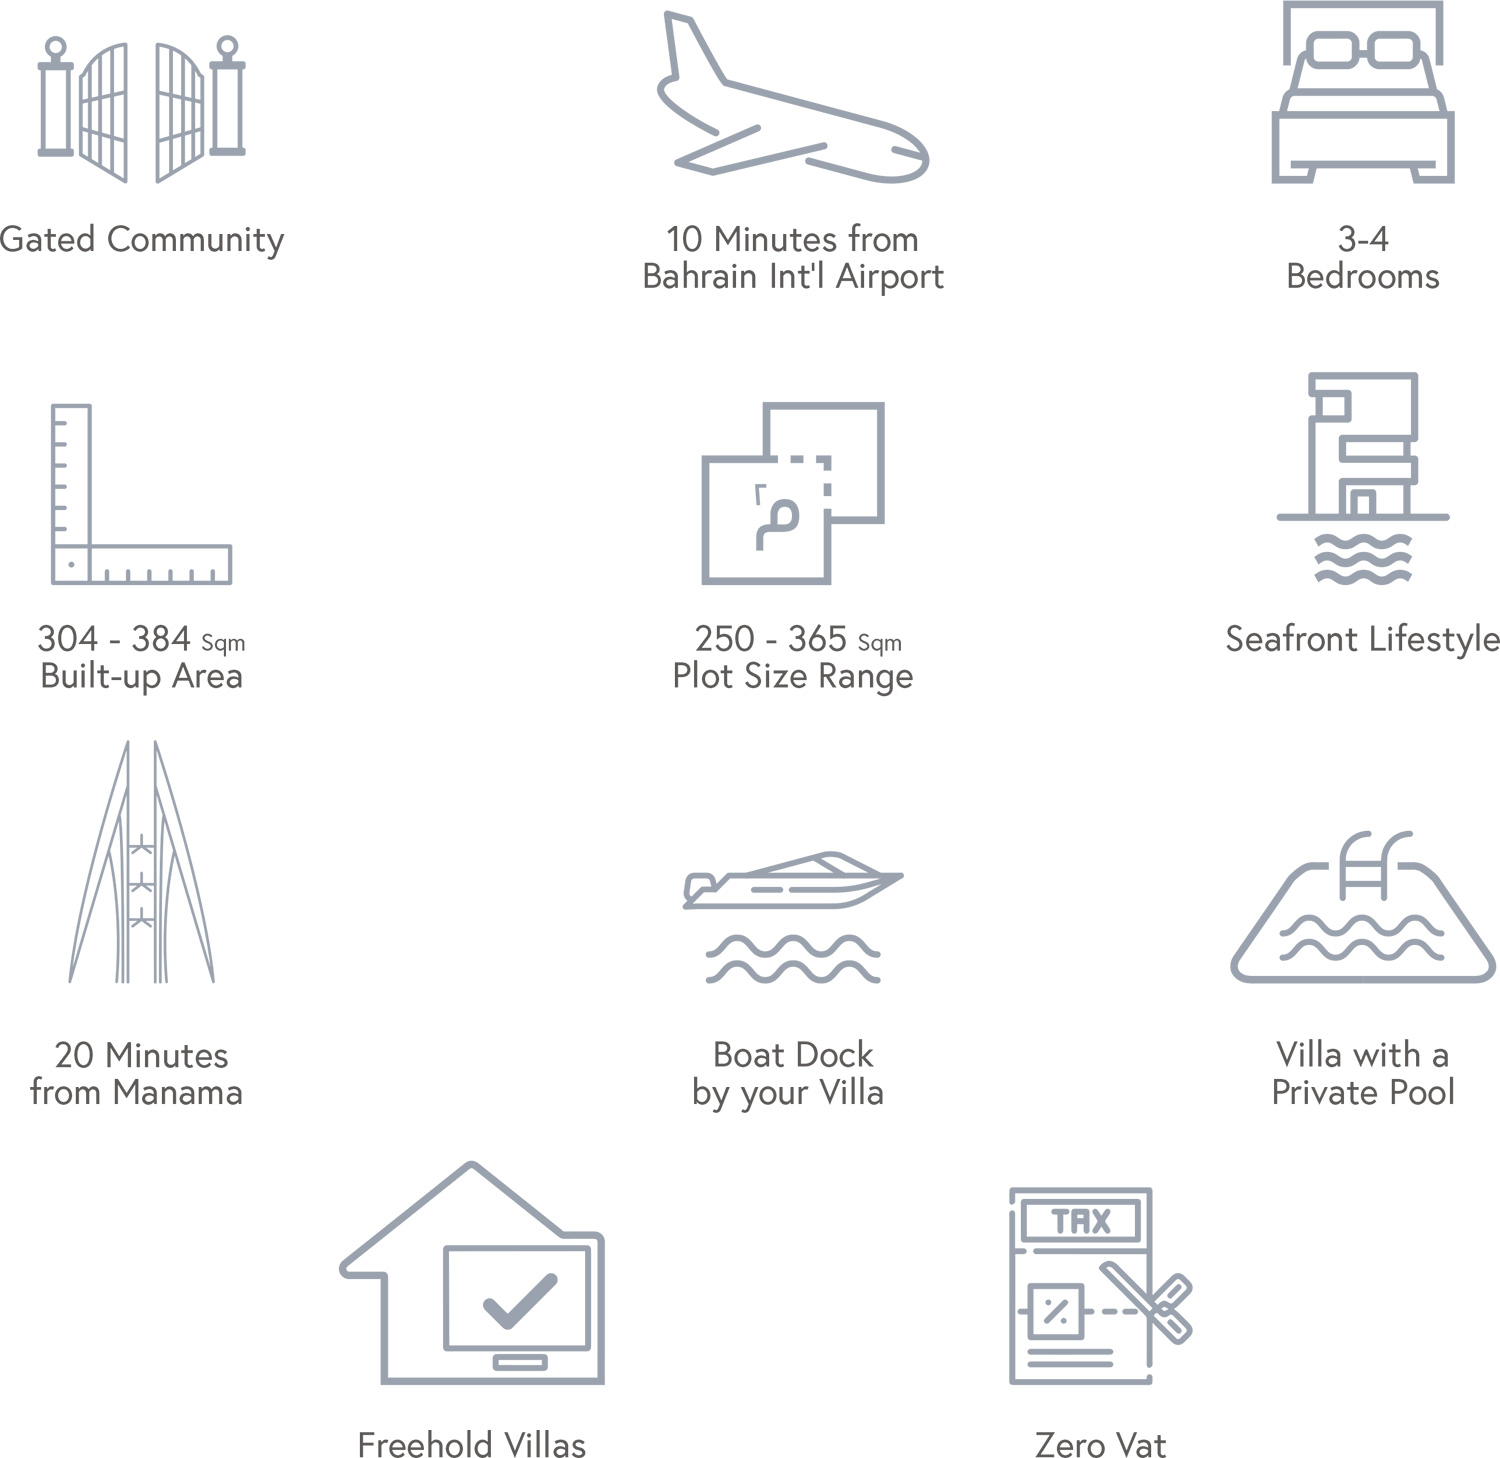 Gated Community
10 Minutes from
Bahrain Int'l Airport
3-4
Bedrooms
م٢
304 - 384 Sqm
Built-up Area
250 - 365 Sqm
Plot Size Range
Seafront Lifestyle
20 Minutes
from Manama
Boat Dock
by your Villa
Villa with a
Private Pool
TAX
%
Freehold Villas
Zero Vat